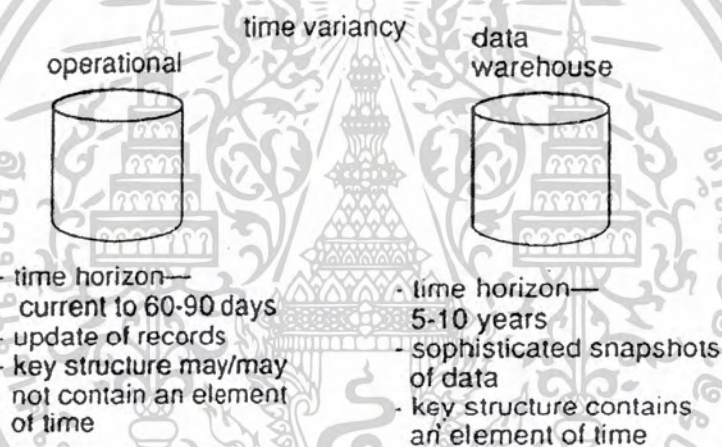 time variancy
operational
data
warehouse
- time horizon—
current to 60-90 days
- update of records
- key structure may/may
not contain an element
of time
- time horizon—
5-10 years
- sophisticated snapshots
of data
- key structure contains
an element of time